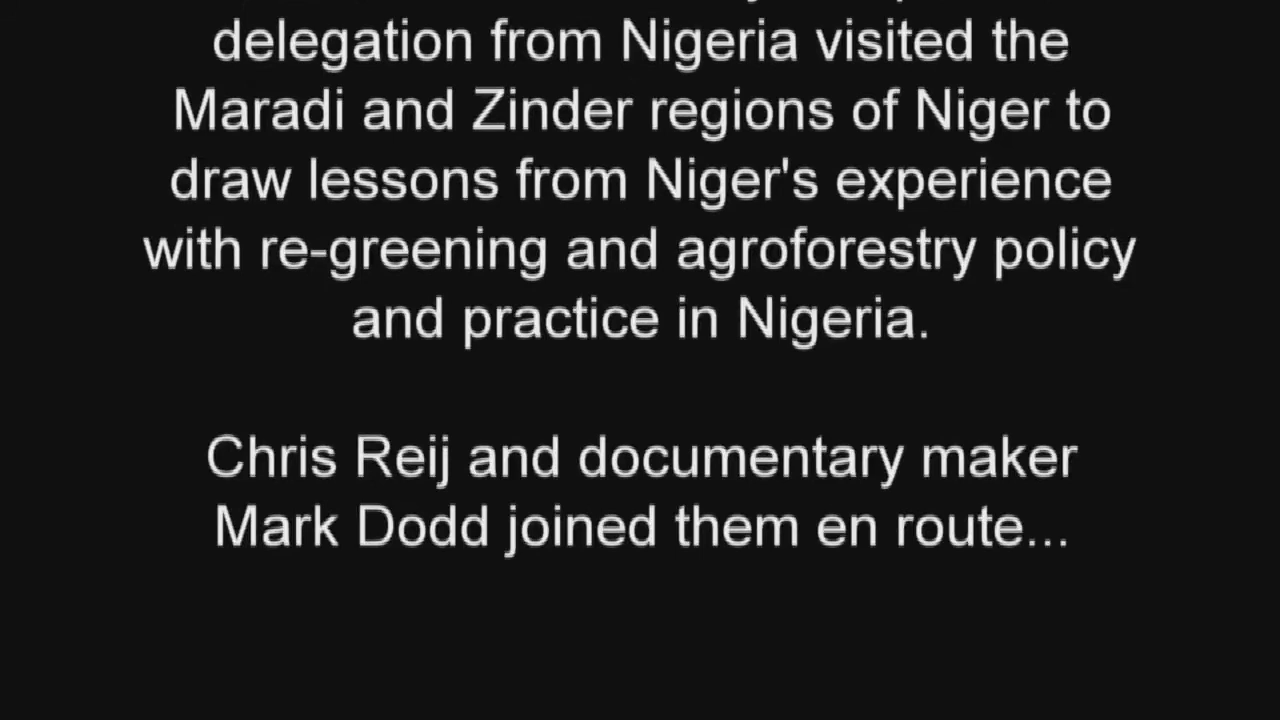 delegation from Nigeria visited the
Maradi and Zinder regions of Niger to
draw lessons from Niger's experience
with re-greening and agroforestry policy
and practice in Nigeria.
Chris Reij and documentary maker
Mark Dodd joined them en route...